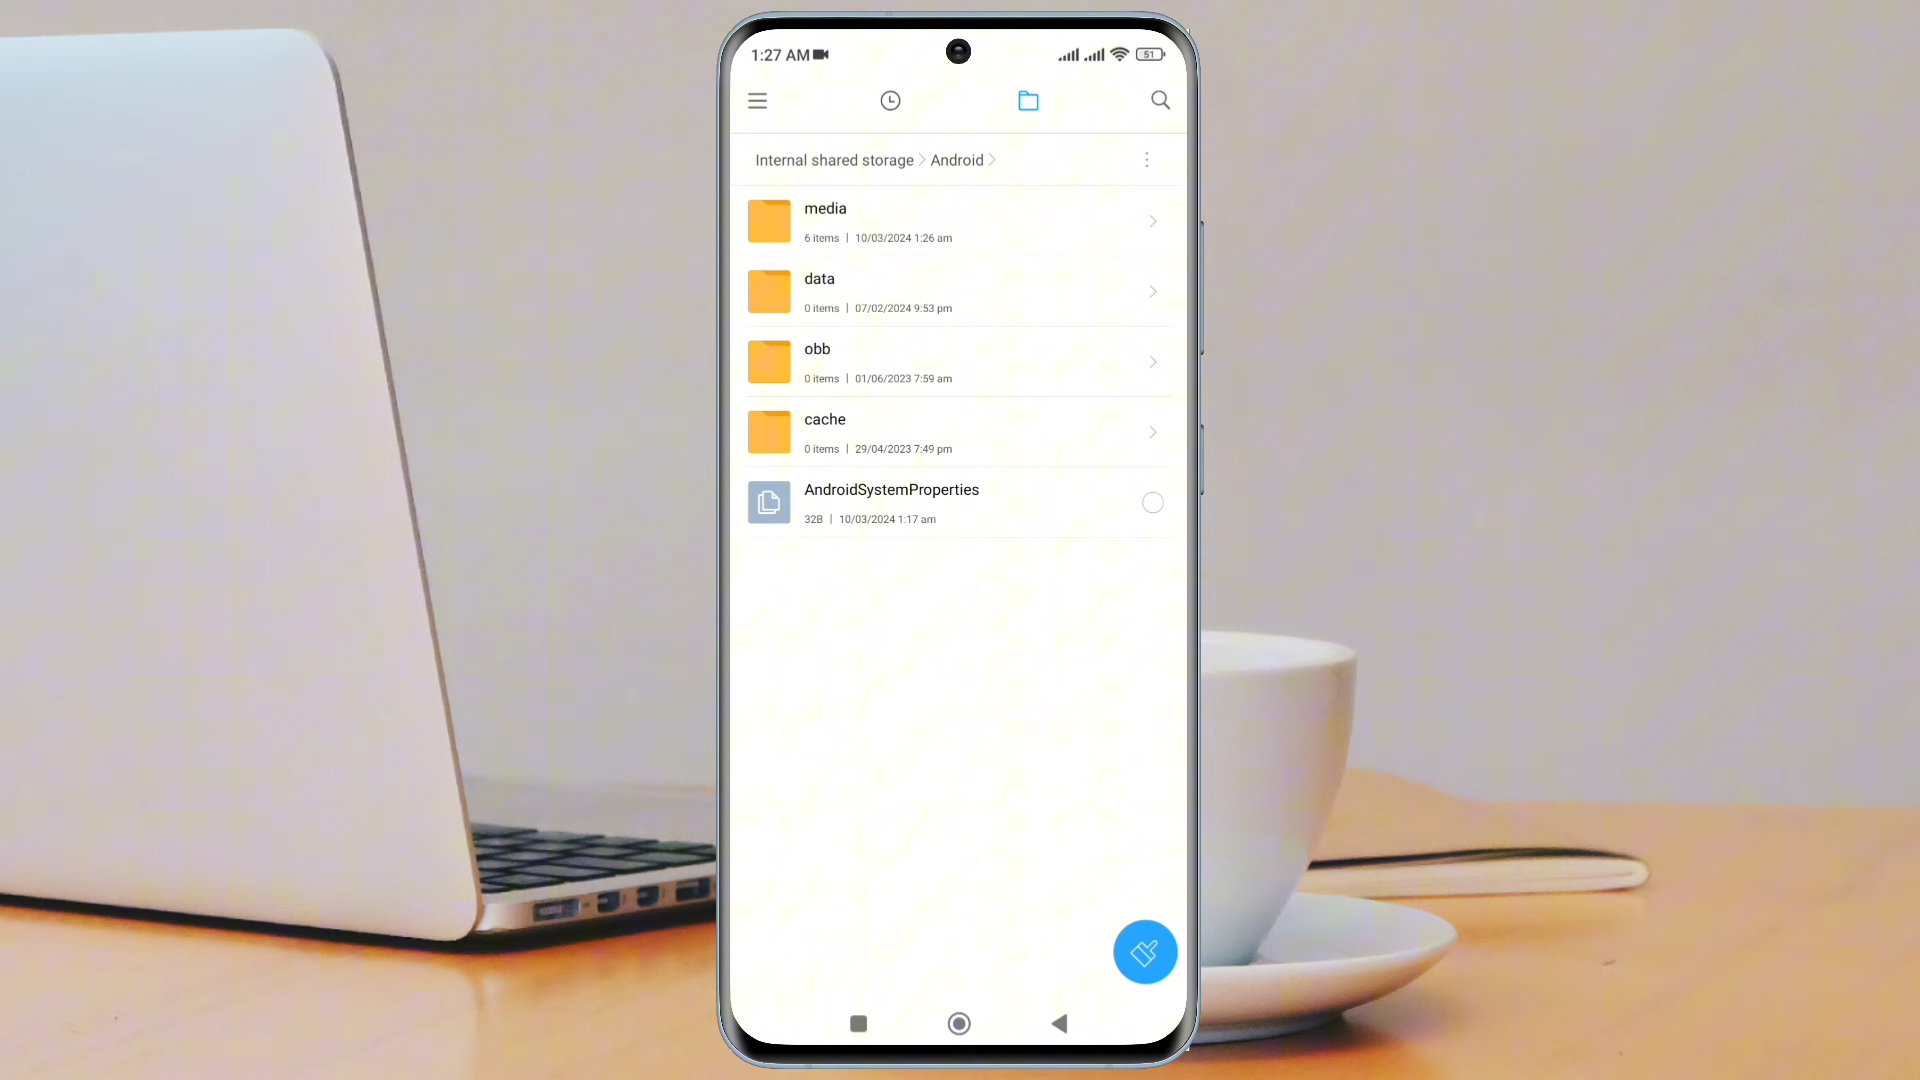 1:27 AM
51
Internal shared storage > Android >
media
6 items | 10/03/2024 1:26 am
data
0 items | 07/02/2024 9:53 pm
obb
0 items | 01/06/2023 7:59 am
cache
0 items | 29/04/2023 7:49 pm
AndroidSystemProperties
32B | 10/03/2024 1:17 am